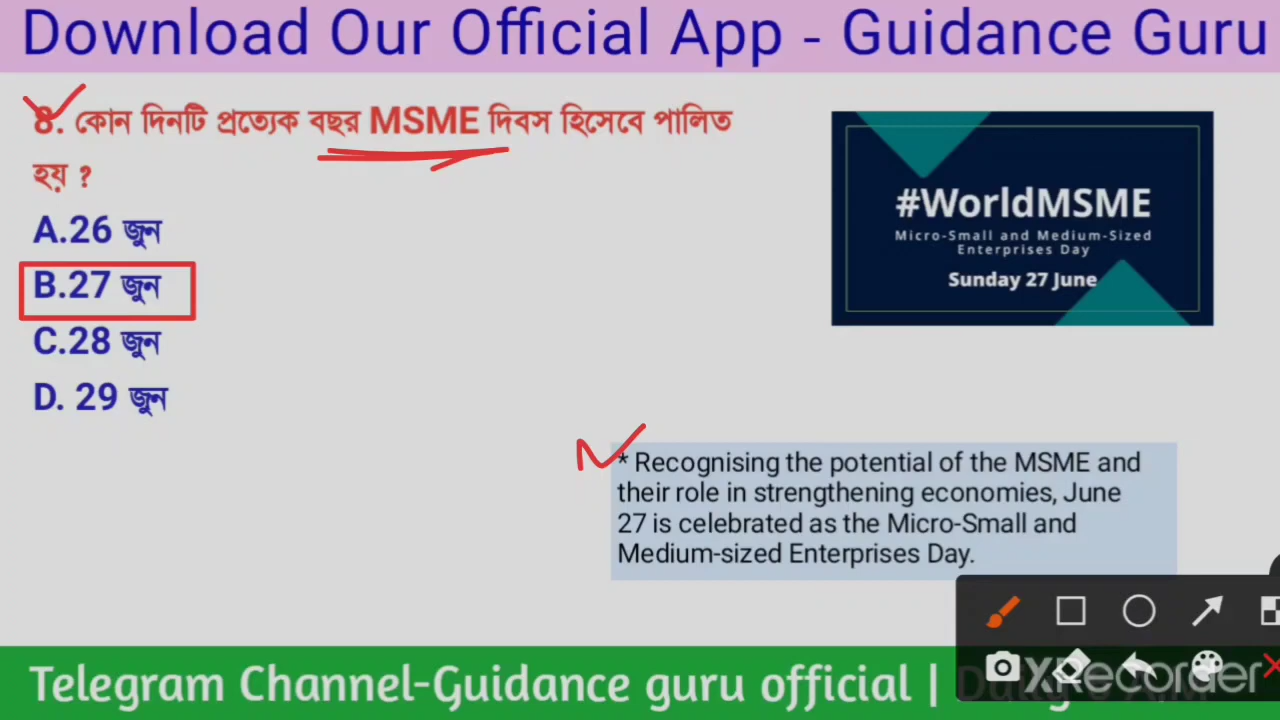 Download Our Official App - Guidance Guru
8. কোন দিনটি প্রত্যেক বছর MSME দিবস হিসেবে পালিত
হয় ?
A.26 জুন
B.27 জুন
C.28 জুন
D. 29 জুন
#WorldMSME
Micro-Small and Medium-Sized
Enterprises Day
Sunday 27 June
* Recognising the potential of the MSME and
their role in strengthening economies, June
27 is celebrated as the Micro-Small and
Medium-sized Enterprises Day.
Telegram Channel-Guidance guru official |
XRecorder